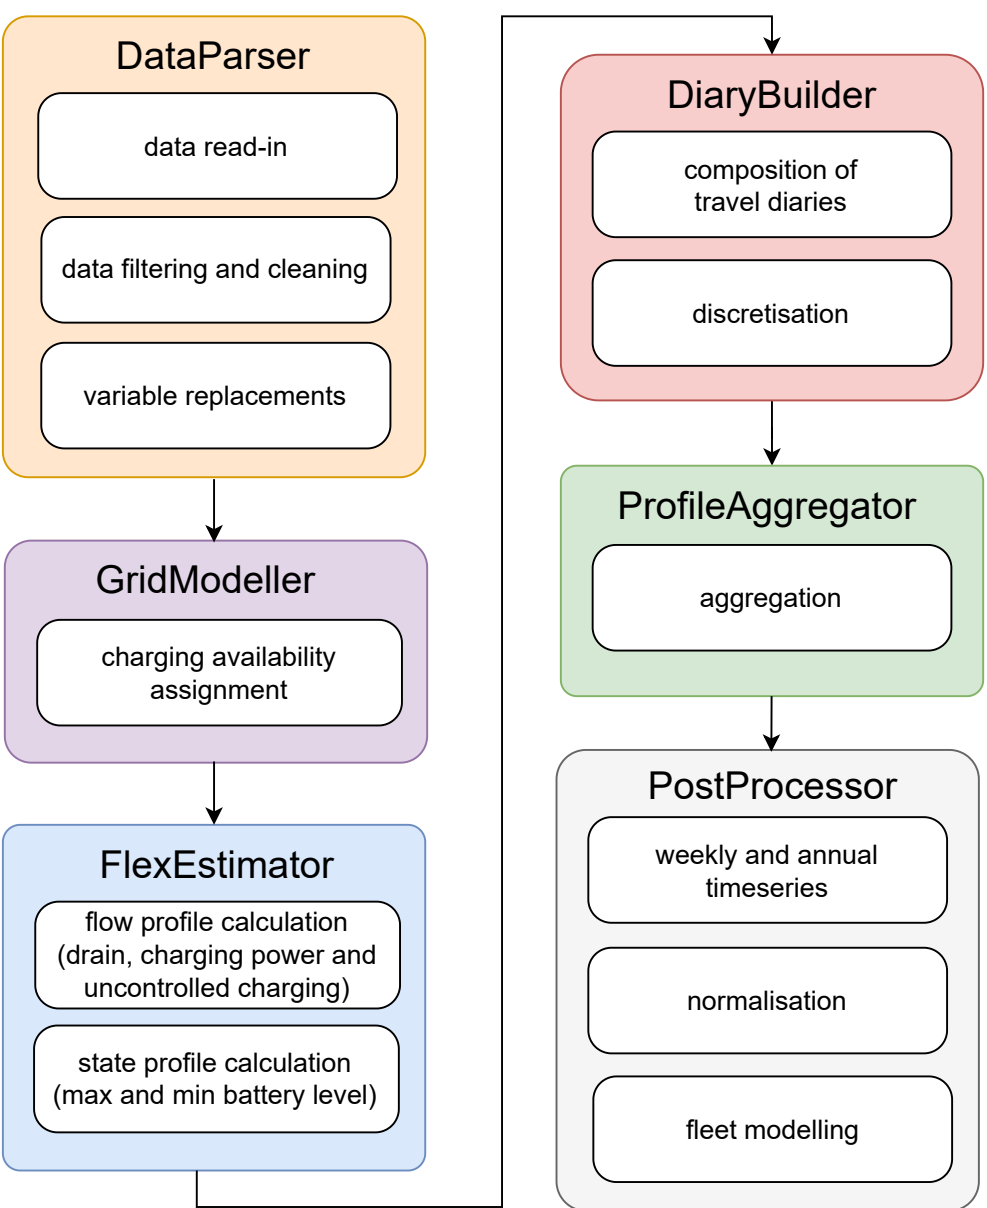 DataParser
data read-in
data filtering and cleaning
variable replacements
GridModeller
charging availability
assignment
FlexEstimator
flow profile calculation
(drain, charging power and
uncontrolled charging)
state profile calculation
(max and min battery level)
DiaryBuilder
composition of
travel diaries
discretisation
ProfileAggregator
aggregation
PostProcessor
weekly and annual
timeseries
normalisation
fleet modelling